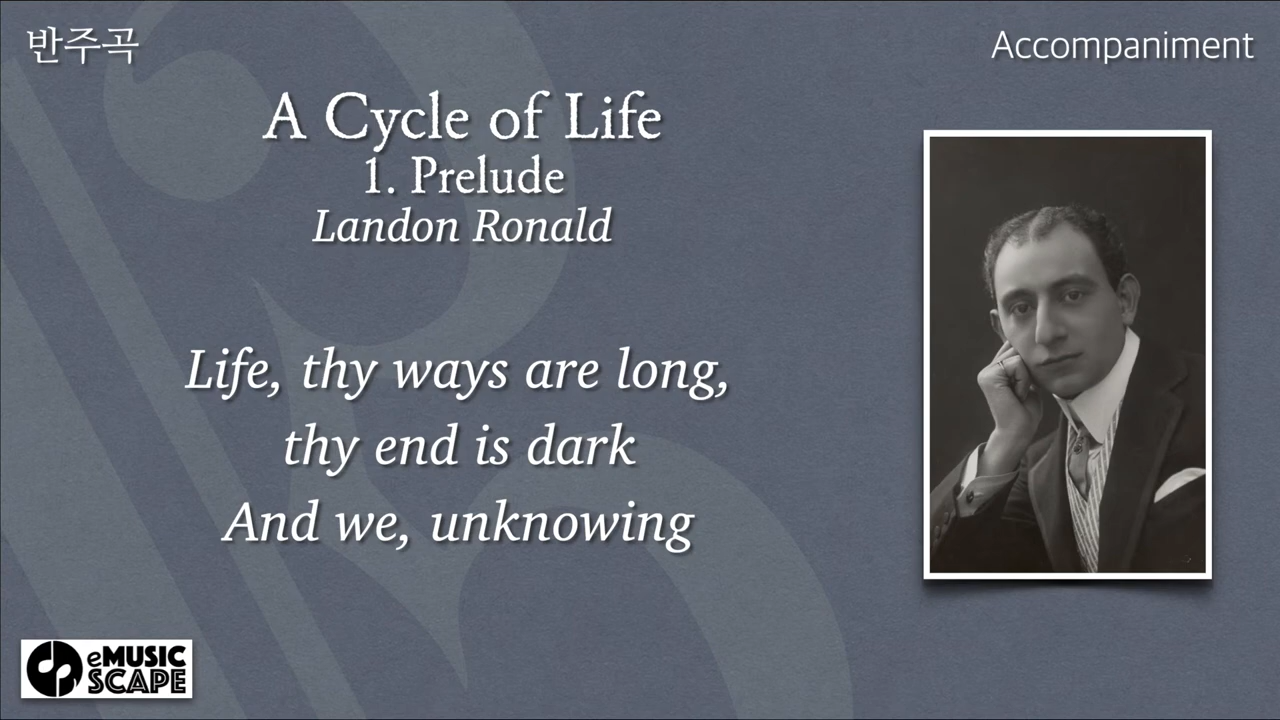 반주곡
Accompaniment
A Cycle of Life
1. Prelude
Landon Ronald
Life, thy ways are long,
thy end is dark
And we, unknowing
eMUSIC
SCAPE